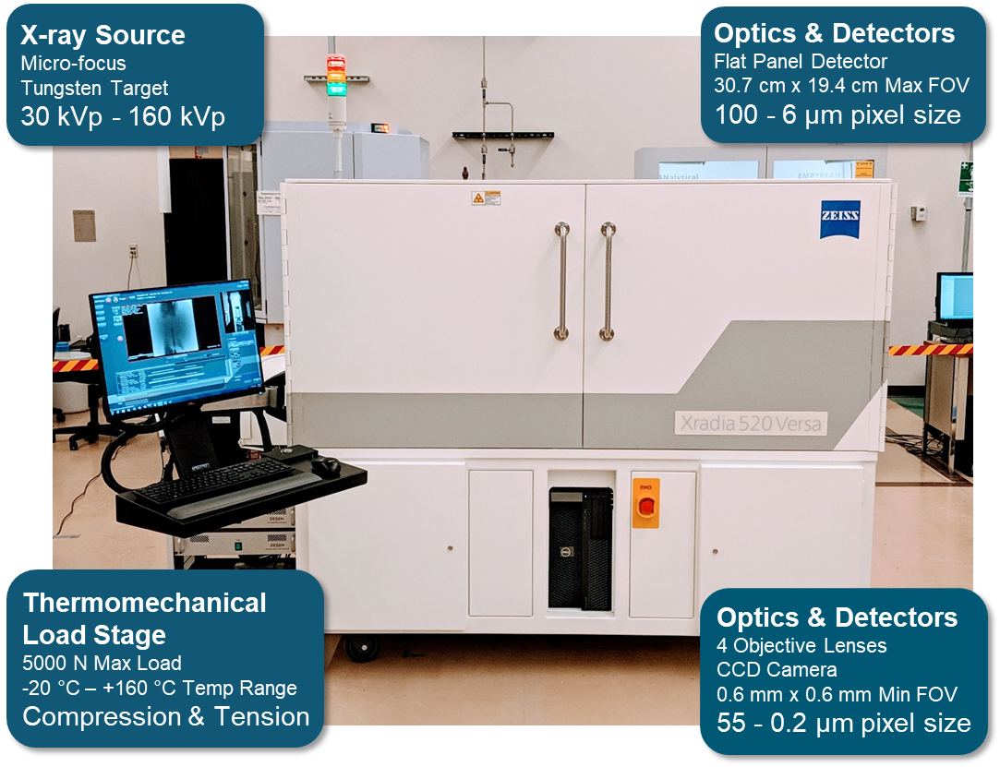 X-ray Source
Micro-focus
Tungsten Target
30 kVp - 160 kVp
Optics & Detectors
Flat Panel Detector
30.7 cm x 19.4 cm Max FOV
100 - 6 µm pixel size
ZEISS
Xradia 520 Versa
EMO
DELL
Thermomechanical
Load Stage
5000 N Max Load
-20 °C – +160 °C Temp Range
Compression & Tension
Optics & Detectors
4 Objective Lenses
CCD Camera
0.6 mm x 0.6 mm Min FOV
55 - 0.2 µm pixel size